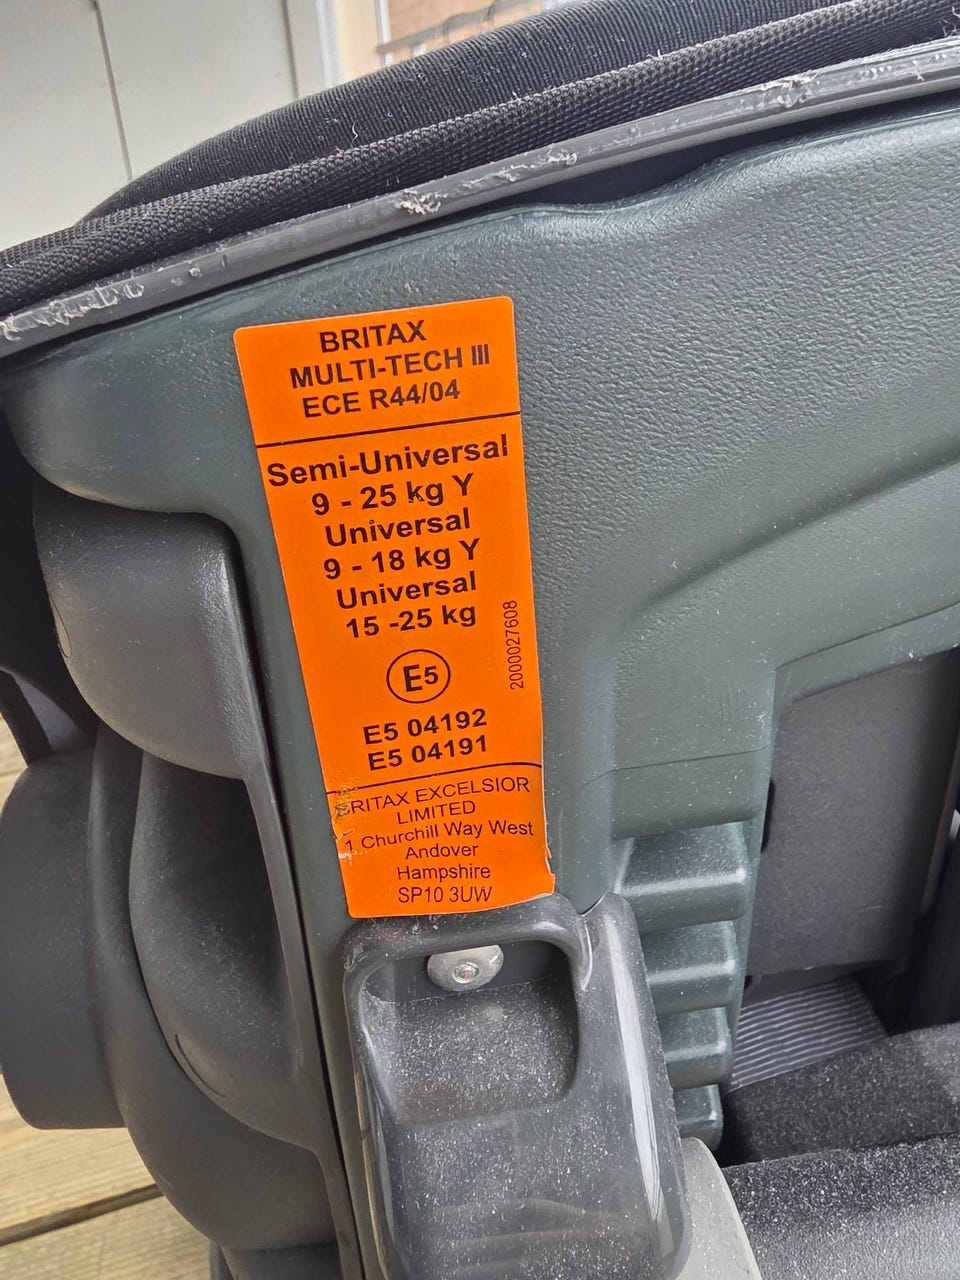 BRITAX
MULTI-TECH III
ECE R44/04
Semi-Universal
9 - 25 kg Y
Universal
9 - 18 kg Y
Universal
15 -25 kg
E5
2000027608
E5 04192
E5 04191
BRITAX EXCELSIOR
LIMITED
1 Churchill Way West
Andover
Hampshire
SP10 3UW